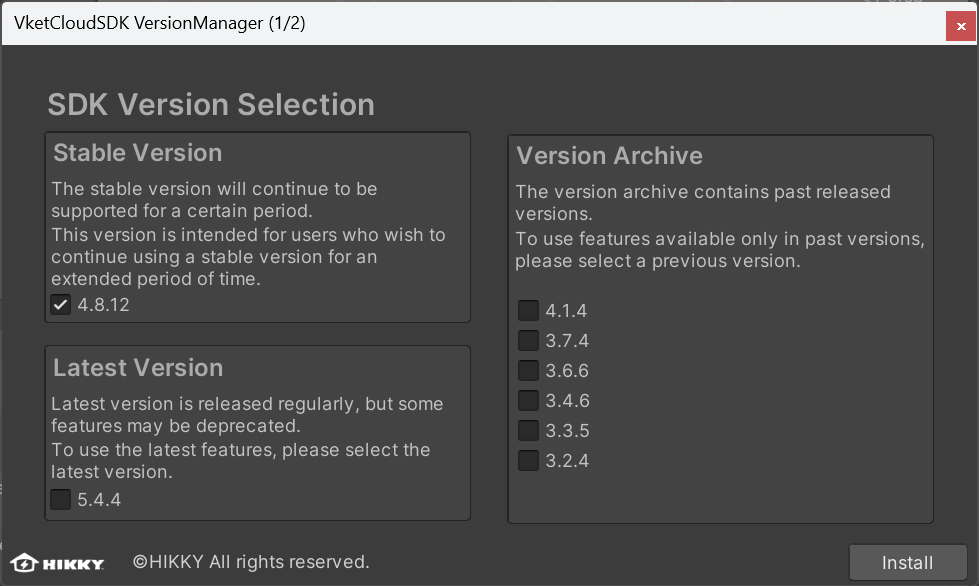 VketCloudSDK VersionManager (1/2)
SDK Version Selection
Stable Version
The stable version will continue to be
supported for a certain period.
This version is intended for users who wish to
continue using a stable version for an
extended period of time.
4.8.12
Latest Version
Latest version is released regularly, but some
features may be deprecated.
To use the latest features, please select the
latest version.
5.4.4
Version Archive
The version archive contains past released
versions.
To use features available only in past versions,
please select a previous version.
4.1.4
3.7.4
3.6.6
3.4.6
3.3.5
3.2.4
HIKKY
©HIKKY All rights reserved.
Install